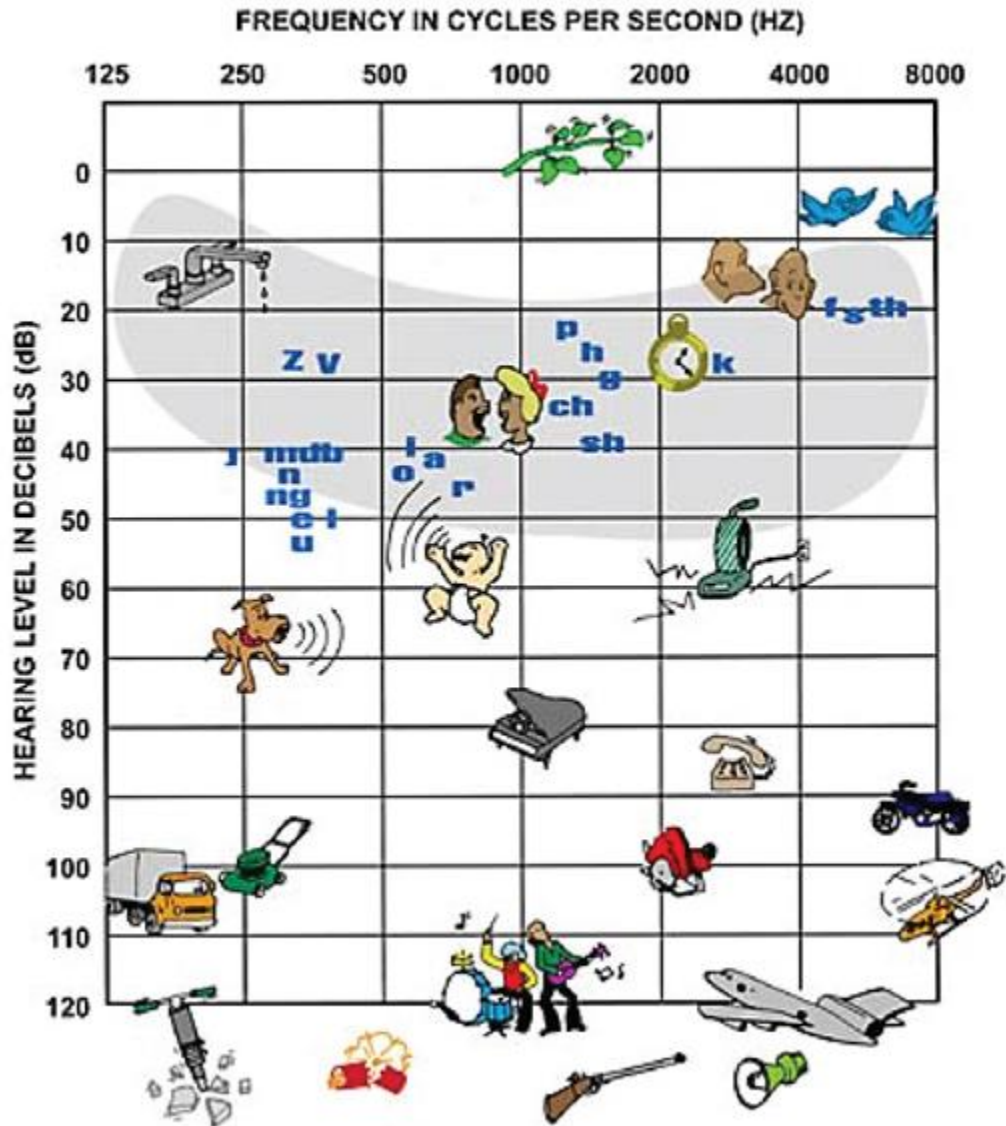 FREQUENCY IN CYCLES PER SECOND (HZ)
125 250 500 1000 2000 4000 8000
HEARING LEVEL IN DECIBELS (dB)
0
10
20
f s th
p
z v
h
k
30
g
ch
40
j mdb
i
a
sh
n
o
ng
r
50
e l
u
60
70
80
90
100
110
120